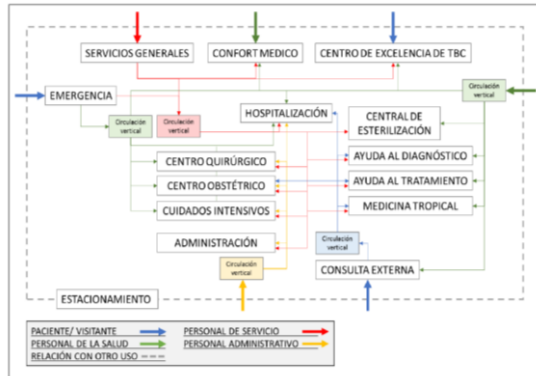 SERVICIOS GENERALES
CONFORT MEDICO
CENTRO DE EXCELENCIA DE TBC
EMERGENCIA
Circulación
vertical
Circulación
vertical
HOSPITALIZACIÓN
CENTRAL DE
ESTERILIZACIÓN
Circulación
vertical
CENTRO QUIRÚRGICO
AYUDA AL DIAGNÓSTICO
CENTRO OBSTÉTRICO
AYUDA AL TRATAMIENTO
CUIDADOS INTENSIVOS
MEDICINA TROPICAL
ADMINISTRACIÓN
Circulación
vertical
Circulación
vertical
CONSULTA EXTERNA
ESTACIONAMIENTO
PACIENTE/ VISITANTE
PERSONAL DE SERVICIO
PERSONAL DE LA SALUD
PERSONAL ADMINISTRATIVO
RELACIÓN CON OTRO USO